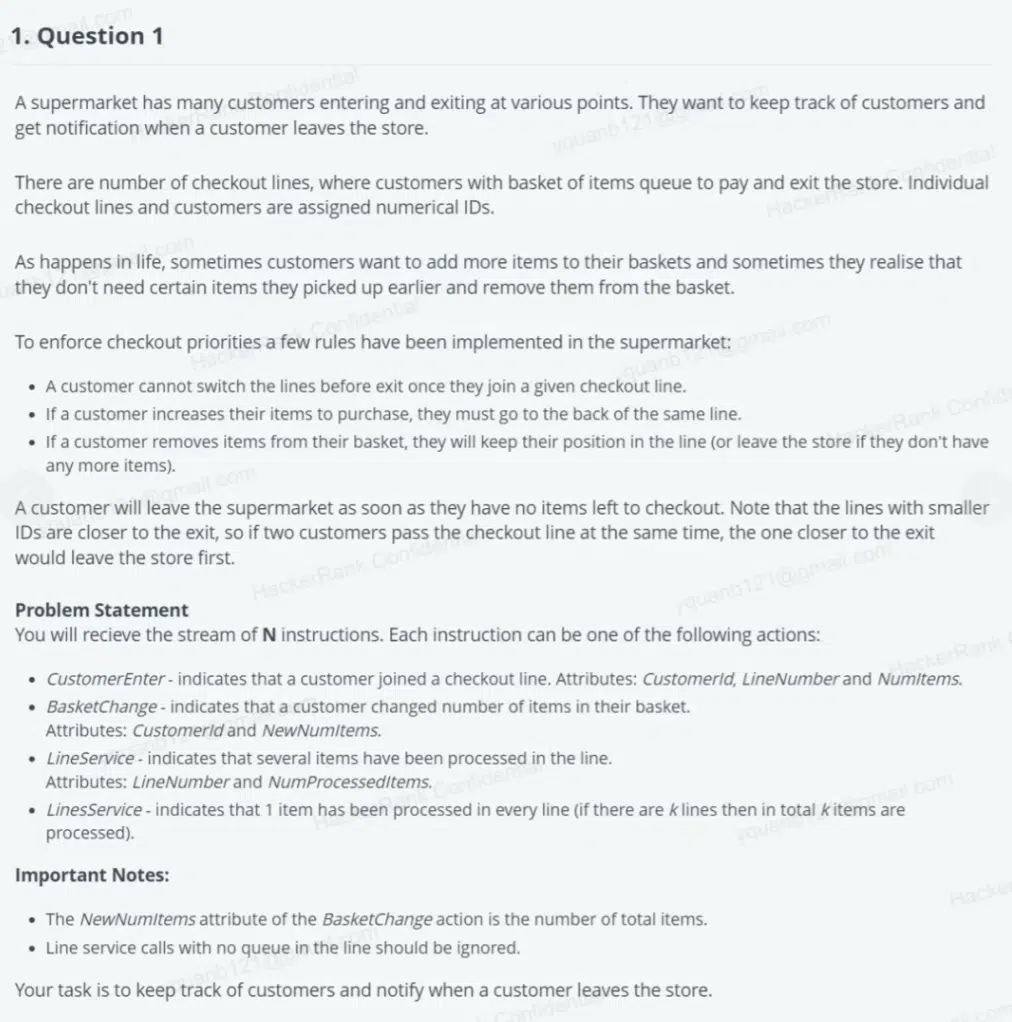 1. Question 1
A supermarket has many customers entering and exiting at various points. They want to keep track of customers and
get notification when a customer leaves the store.
There are number of checkout lines, where customers with basket of items queue to pay and exit the store. Individual
checkout lines and customers are assigned numerical IDs.
As happens in life, sometimes customers want to add more items to their baskets and sometimes they realise that
they don't need certain items they picked up earlier and remove them from the basket.
To enforce checkout priorities a few rules have been implemented in the supermarket:
• A customer cannot switch the lines before exit once they join a given checkout line.
• If a customer increases their items to purchase, they must go to the back of the same line.
• If a customer removes items from their basket, they will keep their position in the line (or leave the store if they don't have
any more items).
A customer will leave the supermarket as soon as they have no items left to checkout. Note that the lines with smaller
IDs are closer to the exit, so if two customers pass the checkout line at the same time, the one closer to the exit
would leave the store first.
Problem Statement
You will recieve the stream of N instructions. Each instruction can be one of the following actions:
• CustomerEnter - indicates that a customer joined a checkout line. Attributes: CustomerId, LineNumber and NumItems.
• BasketChange - indicates that a customer changed number of items in their basket.
Attributes: CustomerId and NewNumItems.
• LineService - indicates that several items have been processed in the line.
Attributes: LineNumber and NumProcessedItems.
• LinesService - indicates that 1 item has been processed in every line (if there are k lines then in total k items are
processed).
Important Notes:
• The NewNumItems attribute of the BasketChange action is the number of total items.
• Line service calls with no queue in the line should be ignored.
Your task is to keep track of customers and notify when a customer leaves the store.